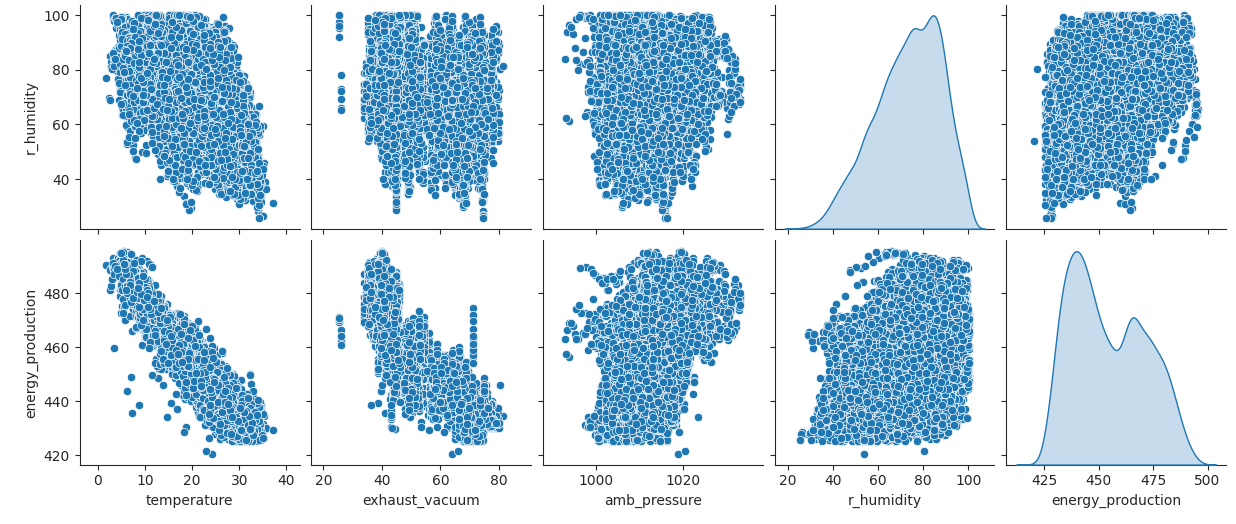 100
80
60
40
r_humidity
480
460
440
420
energy_production
0 10 20 30 40
temperature
20 40 60 80
exhaust_vacuum
1000 1020
amb_pressure
20 40 60 80 100
r_humidity
425 450 475 500
energy_production